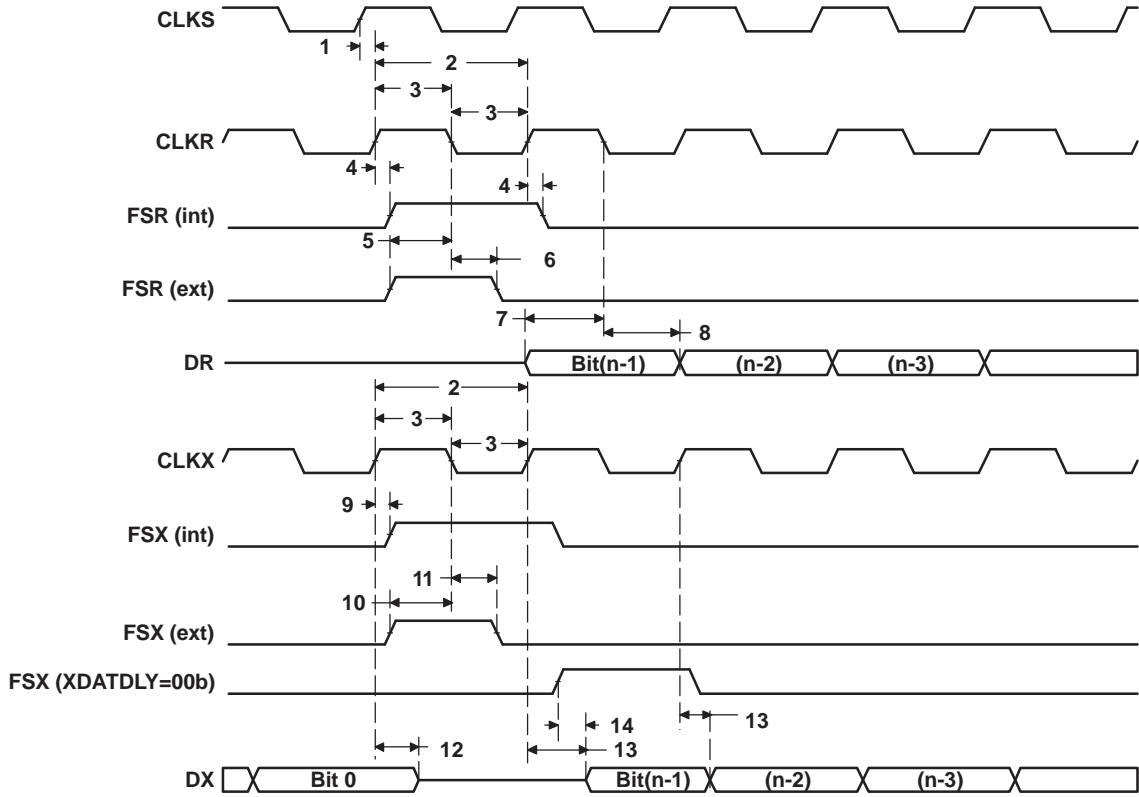 CLKS
1
2
3
3
CLKR
4
4
FSR (int)
5
6
FSR (ext)
7
8
DR
Bit(n-1) (n-2) (n-3)
2
3
3
CLKX
9
FSX (int)
11
10
FSX (ext)
FSX (XDATDLY=00b)
14
13
12
13
DX
Bit 0 Bit(n-1) (n-2) (n-3)